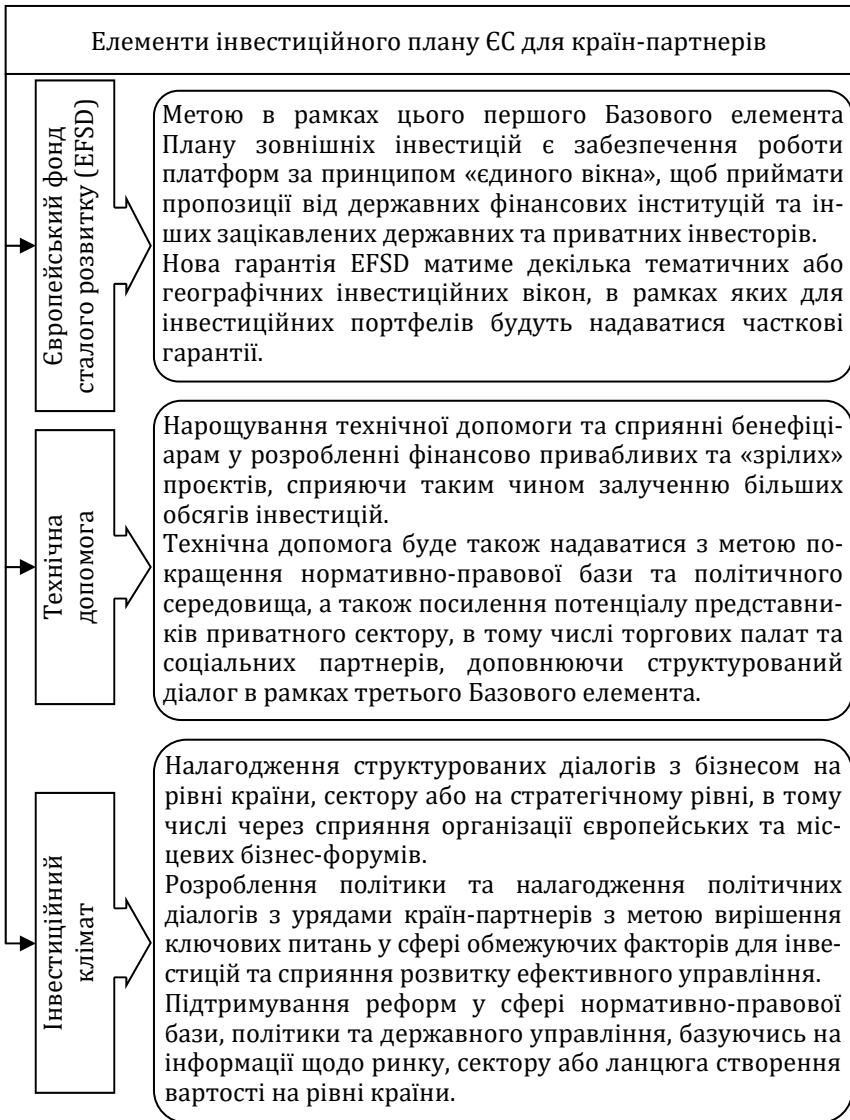 Елементи інвестиційного плану ЄС для країн-партнерів
Європейський фонд
сталого розвитку (EFSD)
Метою в рамках цього першого Базового елемента
Плану зовнішніх інвестицій є забезпечення роботи
платформ за принципом «єдиного вікна», щоб приймати
пропозиції від державних фінансових інституцій та ін-
ших зацікавлених державних та приватних інвесторів.
Нова гарантія EFSD матиме декілька тематичних або
географічних інвестиційних вікон, в рамках яких для
інвестиційних портфелів будуть надаватися часткові
гарантії.
Технічна
допомога
Нарощування технічної допомоги та сприянні бенефіці-
арам у розробленні фінансово привабливих та «зрілих»
проєктів, сприяючи таким чином залученню більших
обсягів інвестицій.
Технічна допомога буде також надаватися з метою по-
кращення нормативно-правової бази та політичного
середовища, а також посилення потенціалу представни-
ків приватного сектору, в тому числі торгових палат та
соціальних партнерів, доповнюючи структурований
діалог в рамках третього Базового елемента.
Інвестиційний
клімат
Налагодження структурованих діалогів з бізнесом на
рівні країни, сектору або на стратегічному рівні, в тому
числі через сприяння організації європейських та міс-
цевих бізнес-форумів.
Розроблення політики та налагодження політичних
діалогів з урядами країн-партнерів з метою вирішення
ключових питань у сфері обмежуючих факторів для інве-
стицій та сприяння розвитку ефективного управління.
Підтримування реформ у сфері нормативно-правової
бази, політики та державного управління, базуючись на
інформації щодо ринку, сектору або ланцюга створення
вартості на рівні країни.